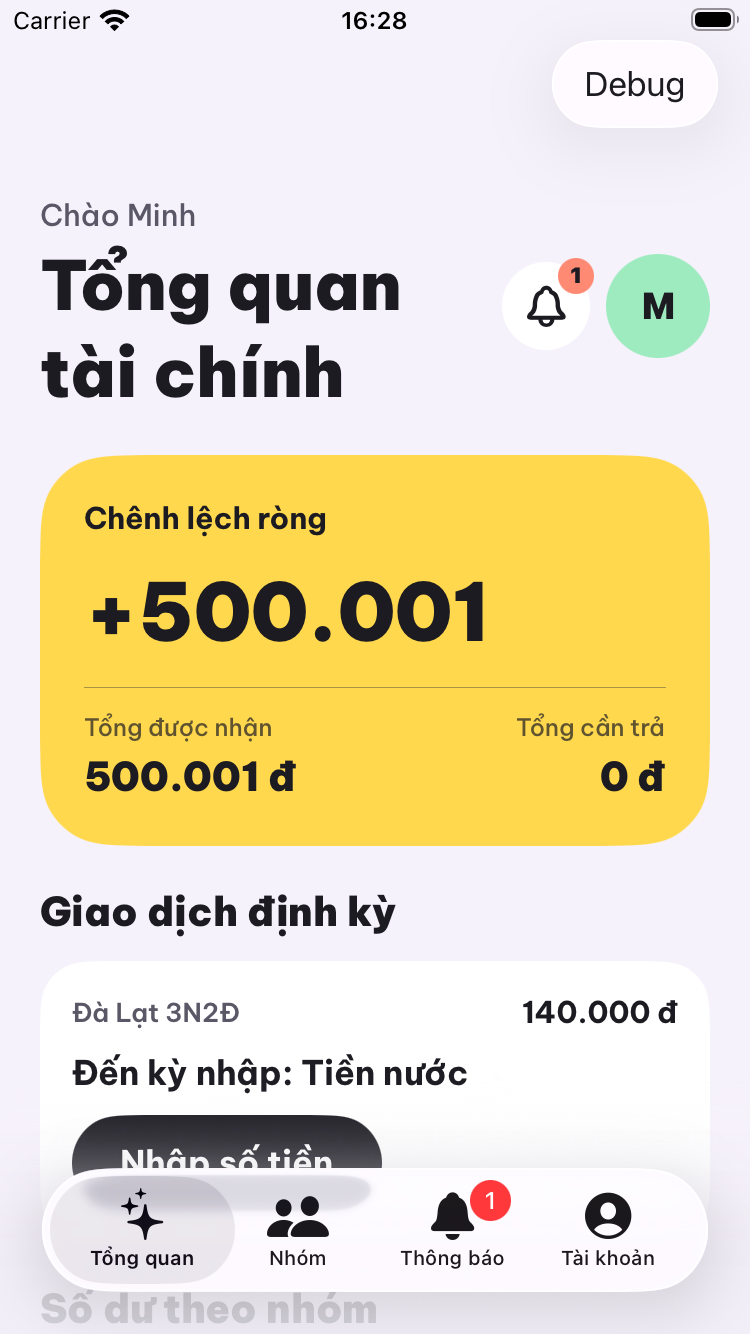 Carrier 16:28
Debug
Chào Minh
Tổng quan
tài chính
1
M
Chênh lệch ròng
+500.001
Tổng được nhận Tổng cần trả
500.001 đ 0 đ
Giao dịch định kỳ
Đà Lạt 3N2Đ 140.000 đ
Đến kỳ nhập: Tiền nước
Nhập số tiền
1
Tổng quan Nhóm Thông báo Tài khoản
Số dư theo nhóm